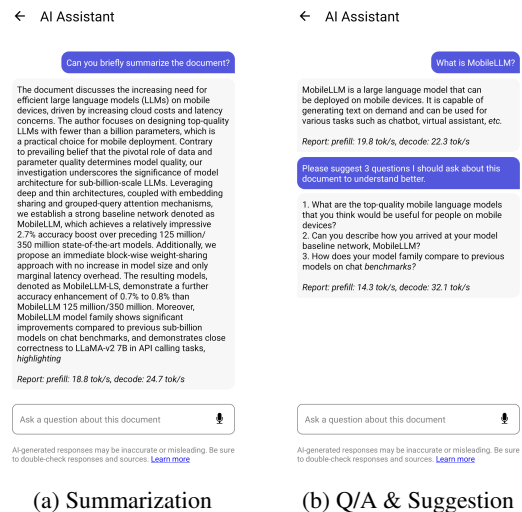 ← AI Assistant
Can you briefly summarize the document?
The document discusses the increasing need for
efficient large language models (LLMs) on mobile
devices, driven by increasing cloud costs and latency
concerns. The author focuses on designing top-quality
LLMs with fewer than a billion parameters, which is
a practical choice for mobile deployment. Contrary
to prevailing belief that the pivotal role of data and
parameter quality determines model quality, our
investigation underscores the significance of model
architecture for sub-billion-scale LLMs. Leveraging
deep and thin architectures, coupled with embedding
sharing and grouped-query attention mechanisms,
we establish a strong baseline network denoted as
MobileLLM, which achieves a relatively impressive
2.7% accuracy boost over preceding 125 million/
350 million state-of-the-art models. Additionally, we
propose an immediate block-wise weight-sharing
approach with no increase in model size and only
marginal latency overhead. The resulting models,
denoted as MobileLLM-LS, demonstrate a further
accuracy enhancement of 0.7% to 0.8% than
MobileLLM 125 million/350 million. Moreover,
MobileLLM model family shows significant
improvements compared to previous sub-billion
models on chat benchmarks, and demonstrates close
correctness to LLaMA-v2 7B in API calling tasks,
highlighting
Report: prefill: 18.8 tok/s, decode: 24.7 tok/s
Ask a question about this document
AI-generated responses may be inaccurate or misleading. Be sure
to double-check responses and sources. Learn more
(a) Summarization
← AI Assistant
What is MobileLLM?
MobileLLM is a large language model that can
be deployed on mobile devices. It is capable of
generating text on demand and can be used for
various tasks such as chatbot, virtual assistant, etc.
Report: prefill: 19.8 tok/s, decode: 22.3 tok/s
Please suggest 3 questions I should ask about this
document to understand better.
1. What are the top-quality mobile language models
that you think would be useful for people on mobile
devices?
2. Can you describe how you arrived at your model
baseline network, MobileLLM?
3. How does your model family compare to previous
models on chat benchmarks?
Report: prefill: 14.3 tok/s, decode: 32.1 tok/s
Ask a question about this document
AI-generated responses may be inaccurate or misleading. Be sure
to double-check responses and sources. Learn more
(b) Q/A & Suggestion